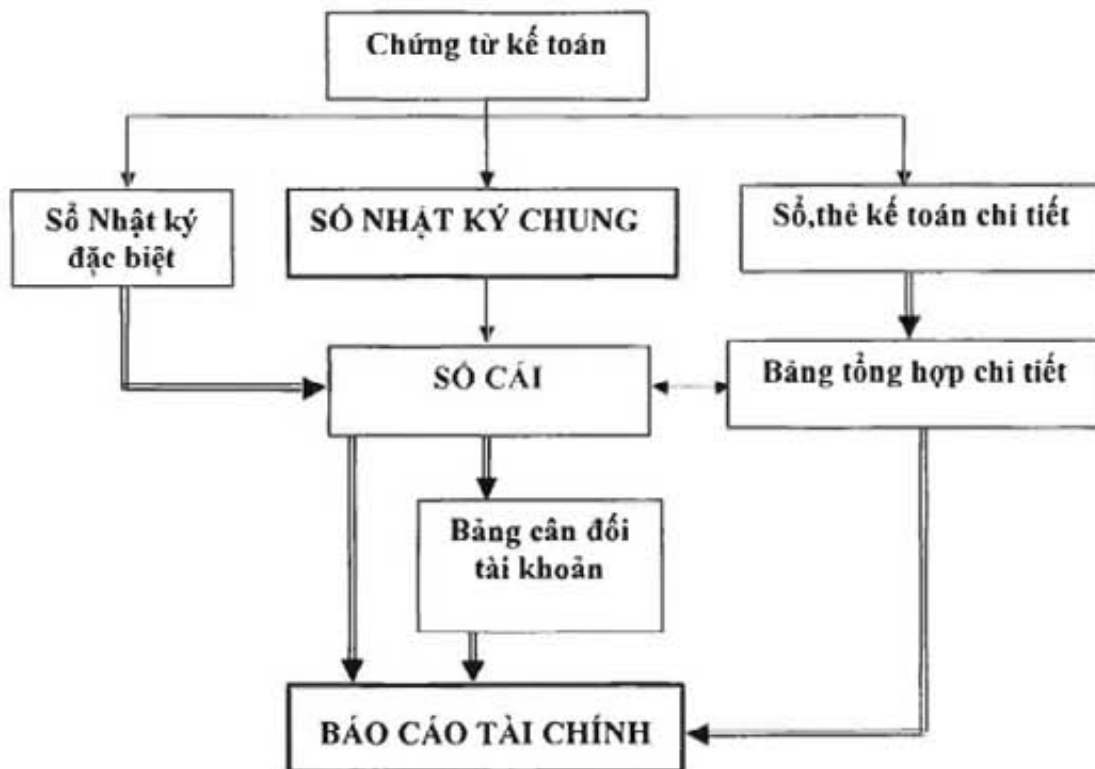 Chứng từ kế toán
Sổ Nhật ký
đặc biệt
SỔ NHẬT KÝ CHUNG
Sổ,thẻ kế toán chi tiết
SỔ CÁI
Bảng tổng hợp chi tiết
Bảng cân đối
tài khoản
BÁO CÁO TÀI CHÍNH